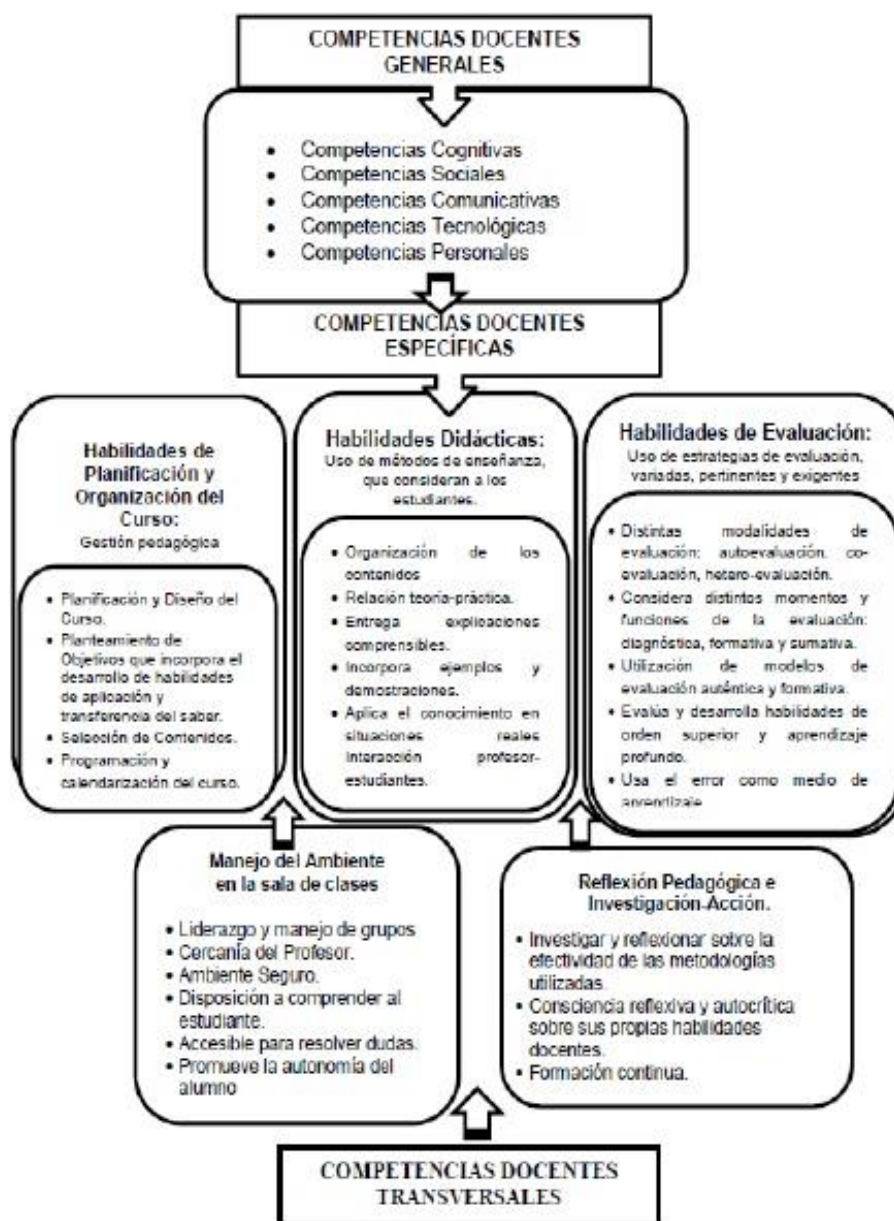 COMPETENCIAS DOCENTES
GENERALES
• Competencias Cognitivas
• Competencias Sociales
• Competencias Comunicativas
• Competencias Tecnológicas
• Competencias Personales
COMPETENCIAS DOCENTES
ESPECÍFICAS
Habilidades de
Planificación y
Organización del
Curso:
Gestión pedagógica
• Planificación y Diseño del
Curso.
• Planteamiento de
Objetivos que incorpora el
desarrollo de habilidades
de aplicación y
transferencia del saber.
• Selección de Contenidos.
• Programación y
calendarización del curso.
Habilidades Didácticas:
Uso de métodos de enseñanza,
que consideran a los
estudiantes.
• Organización de los
contenidos
• Relación teoría-práctica.
• Entrega explicaciones
comprensibles.
• Incorpora ejemplos y
demostraciones.
• Aplica el conocimiento en
situaciones reales
Interacción profesor-
estudiantes.
Habilidades de Evaluación:
Uso de estrategias de evaluación,
variadas, pertinentes y exigentes
• Distintas modalidades de
evaluación: autoevaluación, co-
evaluación, hetero-evaluación.
• Considera distintos momentos y
funciones de la evaluación:
diagnóstica, formativa y sumativa.
• Utilización de modelos de
evaluación auténtica y formativa.
• Evalúa y desarrolla habilidades de
orden superior y aprendizaje
profundo.
• Usa el error como medio de
aprendizaje
Manejo del Ambiente
en la sala de clases
• Liderazgo y manejo de grupos
• Cercanía del Profesor.
• Ambiente Seguro.
• Disposición a comprender al
estudiante.
• Accesible para resolver dudas.
• Promueve la autonomía del
alumno
Reflexión Pedagógica e
Investigación-Acción.
• Investigar y reflexionar sobre la
efectividad de las metodologías
utilizadas.
• Consciencia reflexiva y autocrítica
sobre sus propias habilidades
docentes.
• Formación continua.
COMPETENCIAS DOCENTES
TRANSVERSALES